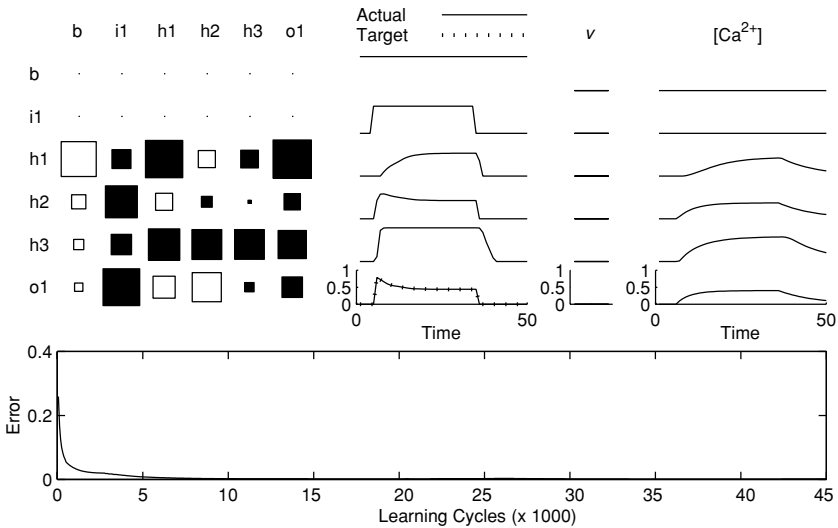 Actual
Target
b i1 h1 h2 h3 o1
v
[Ca2+]
b
i1
h1
h2
h3
o1
1
0.5
0
0 50
Time
1
0.5
0
1
0.5
0
0 50
Time
0.4
0.2
0
Error
0 5 10 15 20 25 30 35 40 45
Learning Cycles (x 1000)